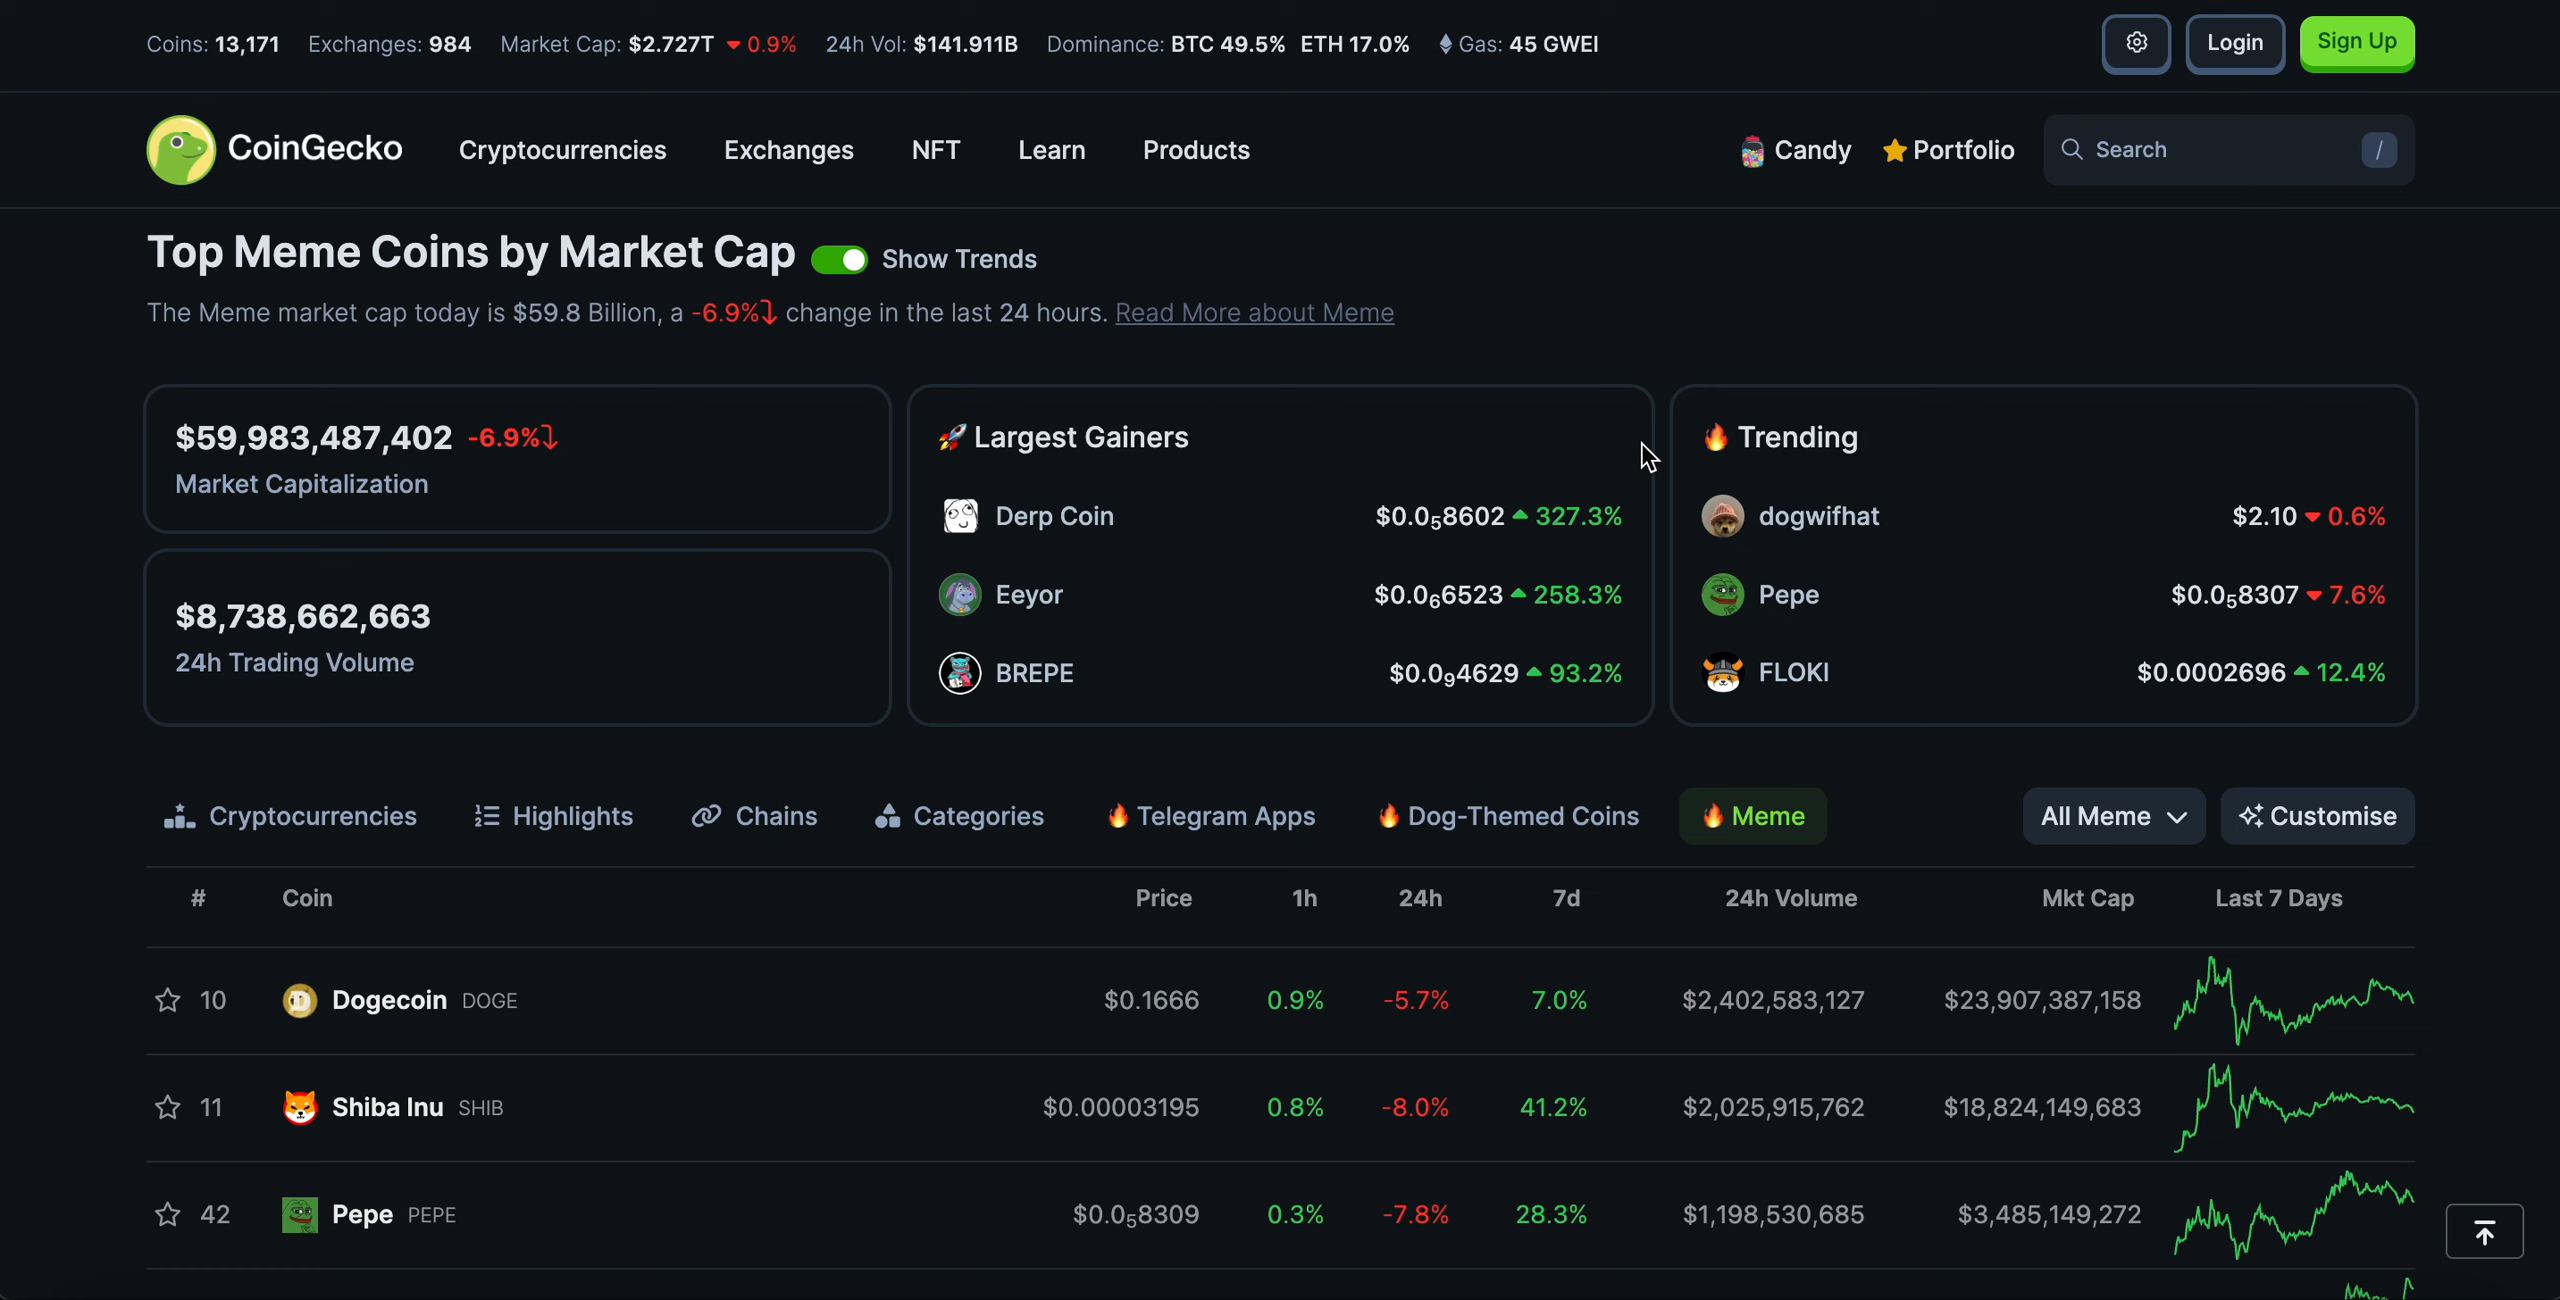 Coins: 13,171 Exchanges: 984 Market Cap: $2.727T 0.9% 24h Vol: $141.911B Dominance: BTC 49.5% ETH 17.0% Gas: 45 GWEI Login Sign Up
CoinGecko Cryptocurrencies Exchanges NFT Learn Products Candy Portfolio Search /
Top Meme Coins by Market Cap Show Trends
The Meme market cap today is $59.8 Billion, a -6.9% change in the last 24 hours. Read More about Meme
$59,983,487,402 -6.9%
Market Capitalization
$8,738,662,663
24h Trading Volume
Largest Gainers
Derp Coin $0.0₅8602 327.3%
Eeyor $0.0₆6523 258.3%
BREPE $0.0₉4629 93.2%
Trending
dogwifhat $2.10 0.6%
Pepe $0.0₅8307 7.6%
FLOKI $0.0002696 12.4%
Cryptocurrencies Highlights Chains Categories Telegram Apps Dog-Themed Coins Meme All Meme Customise
# Coin Price 1h 24h 7d 24h Volume Mkt Cap Last 7 Days
10 Dogecoin DOGE $0.1666 0.9% -5.7% 7.0% $2,402,583,127 $23,907,387,158
11 Shiba Inu SHIB $0.00003195 0.8% -8.0% 41.2% $2,025,915,762 $18,824,149,683
42 Pepe PEPE $0.0₅8309 0.3% -7.8% 28.3% $1,198,530,685 $3,485,149,272